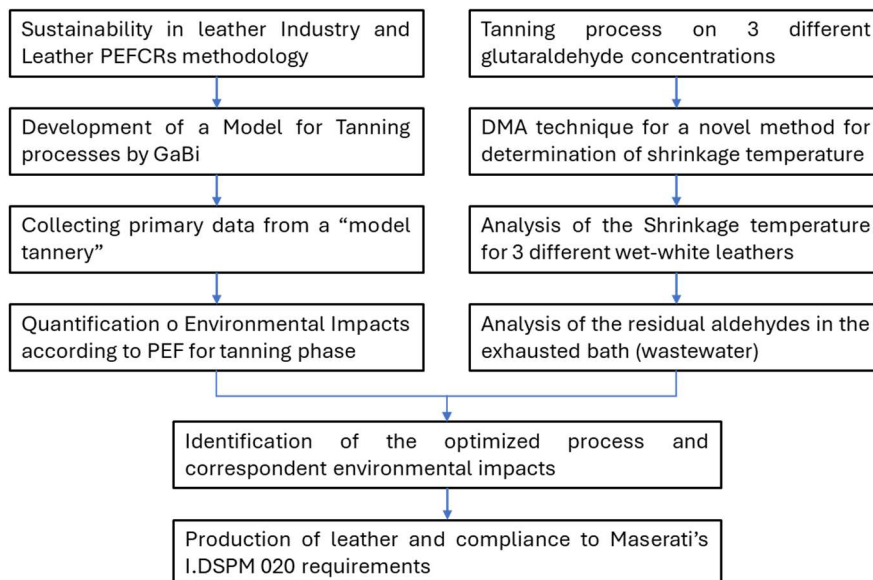 Sustainability in leather Industry and
Leather PEFCRs methodology
Development of a Model for Tanning
processes by GaBi
Collecting primary data from a “model
tannery”
Quantification o Environmental Impacts
according to PEF for tanning phase
Tanning process on 3 different
glutaraldehyde concentrations
DMA technique for a novel method for
determination of shrinkage temperature
Analysis of the Shrinkage temperature
for 3 different wet-white leathers
Analysis of the residual aldehydes in the
exhausted bath (wastewater)
Identification of the optimized process and
correspondent environmental impacts
Production of leather and compliance to Maserati’s
I.DSPM 020 requirements